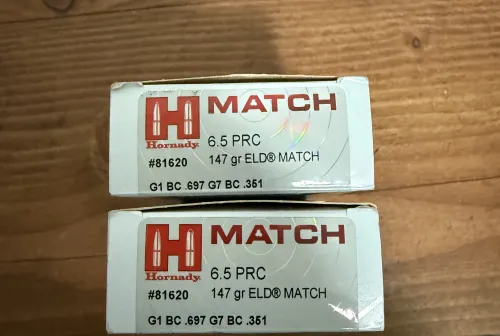 MATCH
Hornady®
6.5 PRC
#81620
147 gr ELD® MATCH
G1 BC .697 G7 BC .351
MATCH
Hornady®
6.5 PRC
#81620
147 gr ELD® MATCH
G1 BC .697 G7 BC .351